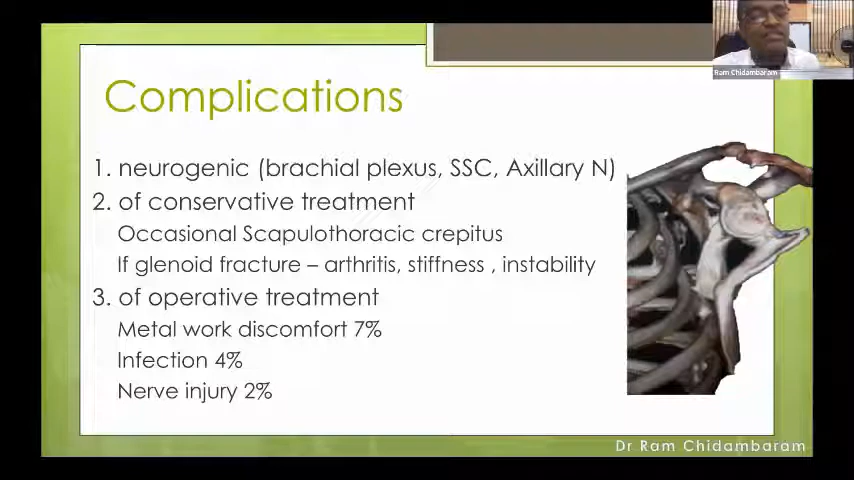 Ram Chidambaram
Complications
1. neurogenic (brachial plexus, SSC, Axillary N)
2. of conservative treatment
Occasional Scapulothoracic crepitus
If glenoid fracture – arthritis, stiffness , instability
3. of operative treatment
Metal work discomfort 7%
Infection 4%
Nerve injury 2%
Dr Ram Chidambaram